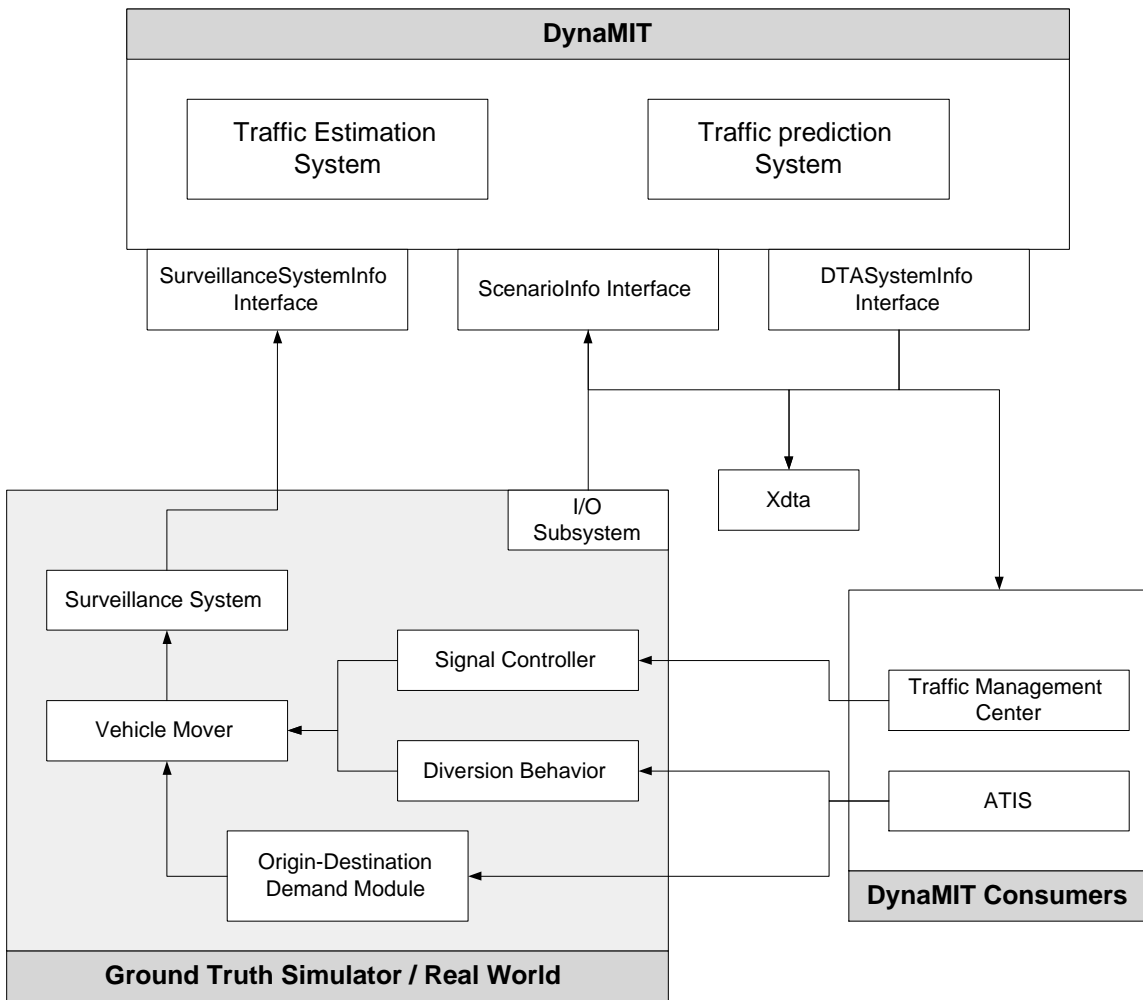 DynaMIT
Traffic Estimation
System
Traffic prediction
System
SurveillanceSystemInfo
Interface
ScenarioInfo Interface
DTASystemInfo
Interface
I/O
Subsystem
Xdta
Surveillance System
Signal Controller
Traffic Management
Center
Vehicle Mover
Diversion Behavior
ATIS
Origin-Destination
Demand Module
DynaMIT Consumers
Ground Truth Simulator / Real World